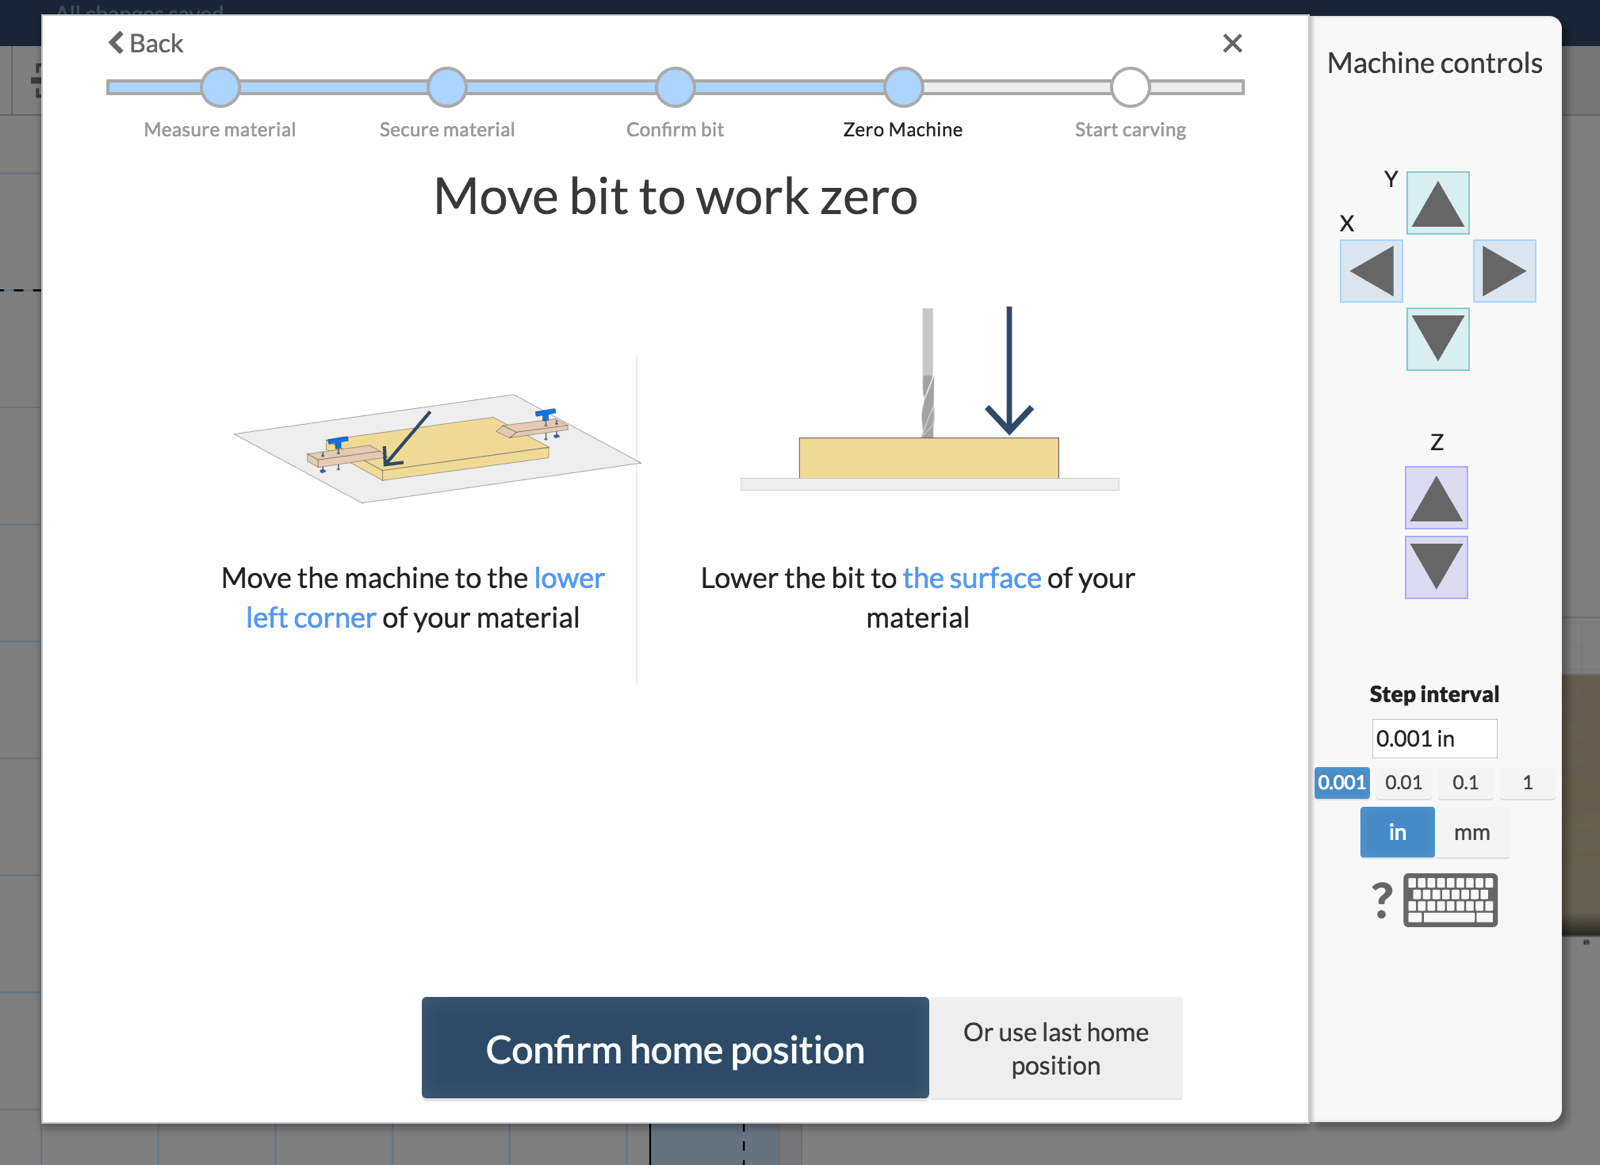 All changes saved
Back
Measure material
Secure material
Confirm bit
Zero Machine
Start carving
Move bit to work zero
Move the machine to the lower
left corner of your material
Lower the bit to the surface of your
material
Confirm home position
Or use last home
position
Machine controls
Y
X
Z
Step interval
0.001 in
0.001 0.01 0.1 1
in mm
?